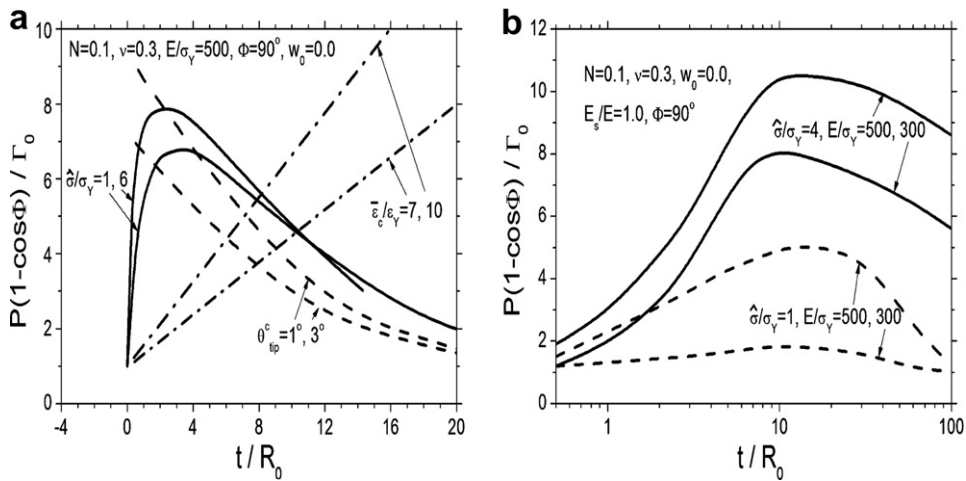 a
N=0.1, ν=0.3, E/σ_Y=500, Φ=90°, w_0=0.0
P(1-cosΦ) / Γ_0
10
8
6
4
2
0
σ̂/σ_Y=1, 6
ε̄_c/ε_Y=7, 10
θ^c_tip=1°, 3°
-4 0 4 8 12 16 20
t / R_0
b
N=0.1, ν=0.3, w_0=0.0,
E_s/E=1.0, Φ=90°
P(1-cosΦ) / Γ_0
12
10
8
6
4
2
0
σ̂/σ_Y=4, E/σ_Y=500, 300
σ̂/σ_Y=1, E/σ_Y=500, 300
1 10 100
t / R_0